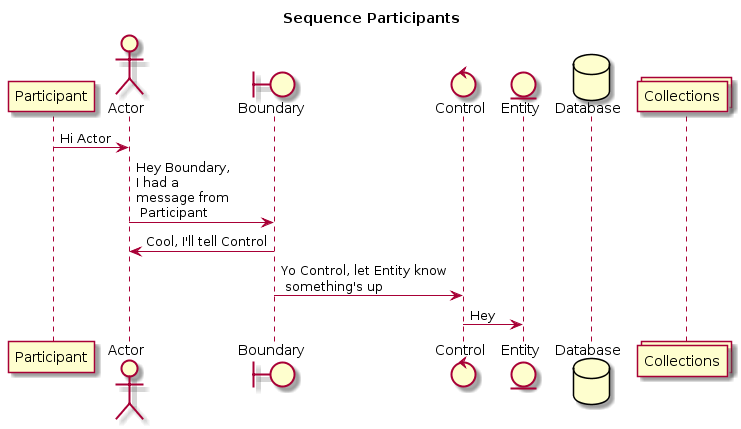 Sequence Participants
Participant
Actor
Boundary
Control
Entity
Database
Collections
Hi Actor
Hey Boundary,
I had a
message from
Participant
Cool, I'll tell Control
Yo Control, let Entity know
something's up
Hey
Participant
Actor
Boundary
Control
Entity
Database
Collections